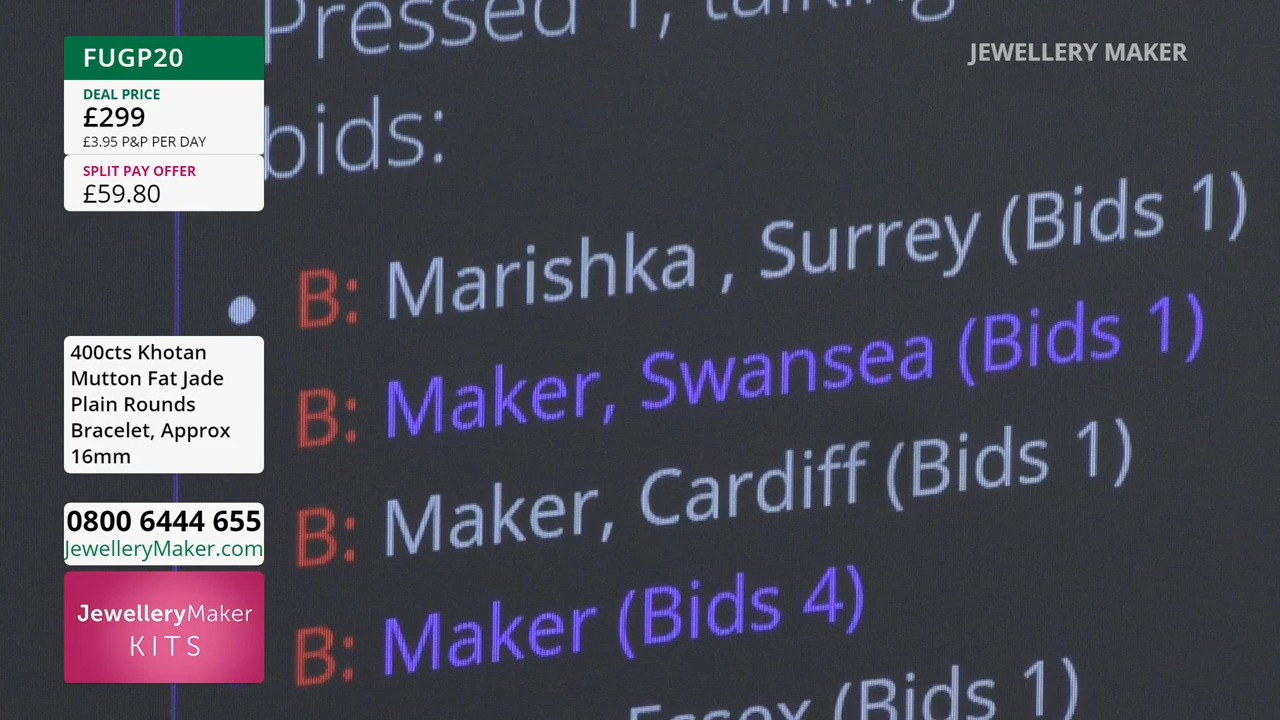 Pressed 1, talking
bids:
B: Marishka , Surrey (Bids 1)
B: Maker, Swansea (Bids 1)
B: Maker, Cardiff (Bids 1)
B: Maker (Bids 4)
Essex (Bids 1)
FUGP20
DEAL PRICE
£299
£3.95 P&P PER DAY
SPLIT PAY OFFER
£59.80
400cts Khotan
Mutton Fat Jade
Plain Rounds
Bracelet, Approx
16mm
0800 6444 655
JewelleryMaker.com
JewelleryMaker
KITS
JEWELLERY MAKER